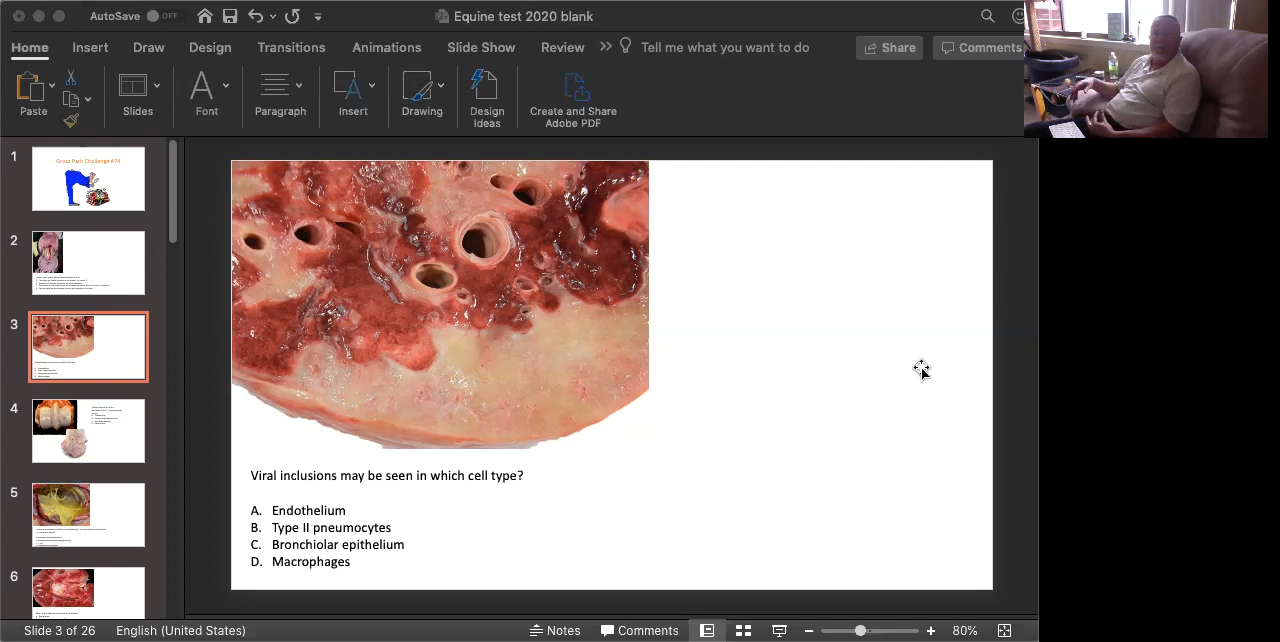 AutoSave OFF
Equine test 2020 blank
Home Insert Draw Design Transitions Animations Slide Show Review Tell me what you want to do Share Comments
Paste Slides Font Paragraph Insert Drawing Design Ideas Create and Share Adobe PDF
1
Gross Path Challenge #74
2
3
4
5
6
Viral inclusions may be seen in which cell type?
A. Endothelium
B. Type II pneumocytes
C. Bronchiolar epithelium
D. Macrophages
Slide 3 of 26 English (United States) Notes Comments 80%